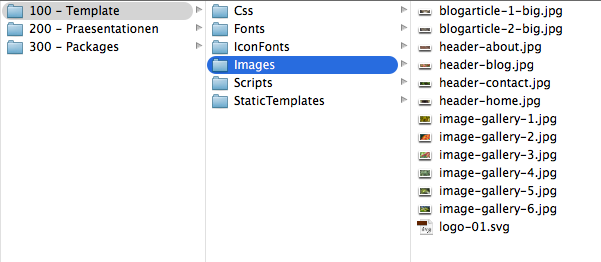 100 – Template
200 – Praesentationen
300 – Packages
Css
Fonts
IconFonts
Images
Scripts
StaticTemplates
blogarticle-1-big.jpg
blogarticle-2-big.jpg
header-about.jpg
header-blog.jpg
header-contact.jpg
header-home.jpg
image-gallery-1.jpg
image-gallery-2.jpg
image-gallery-3.jpg
image-gallery-4.jpg
image-gallery-5.jpg
image-gallery-6.jpg
logo-01.svg